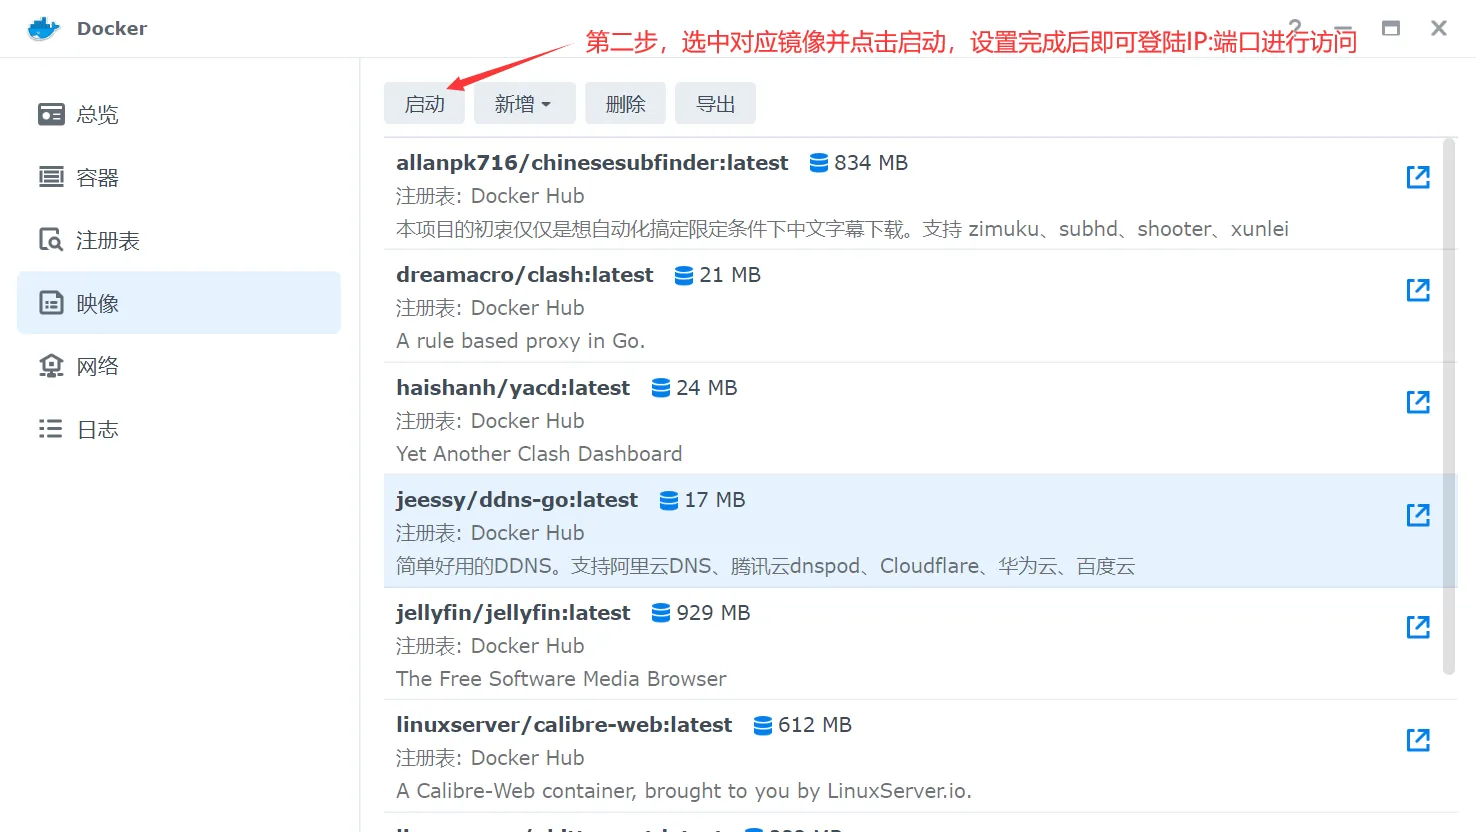 Docker
第二步，选中对应镜像并点击启动，设置完成后即可登陆IP:端口进行访问
总览
容器
注册表
映像
网络
日志
启动 新增 删除 导出
allanpk716/chinesesubfinder:latest 834 MB
注册表: Docker Hub
本项目的初衷仅仅是想自动化搞定限定条件下中文字幕下载。支持 zimuku、subhd、shooter、xunlei
dreamacro/clash:latest 21 MB
注册表: Docker Hub
A rule based proxy in Go.
haishanh/yacd:latest 24 MB
注册表: Docker Hub
Yet Another Clash Dashboard
jeessy/ddns-go:latest 17 MB
注册表: Docker Hub
简单好用的DDNS。支持阿里云DNS、腾讯云dnspod、Cloudflare、华为云、百度云
jellyfin/jellyfin:latest 929 MB
注册表: Docker Hub
The Free Software Media Browser
linuxserver/calibre-web:latest 612 MB
注册表: Docker Hub
A Calibre-Web container, brought to you by LinuxServer.io.